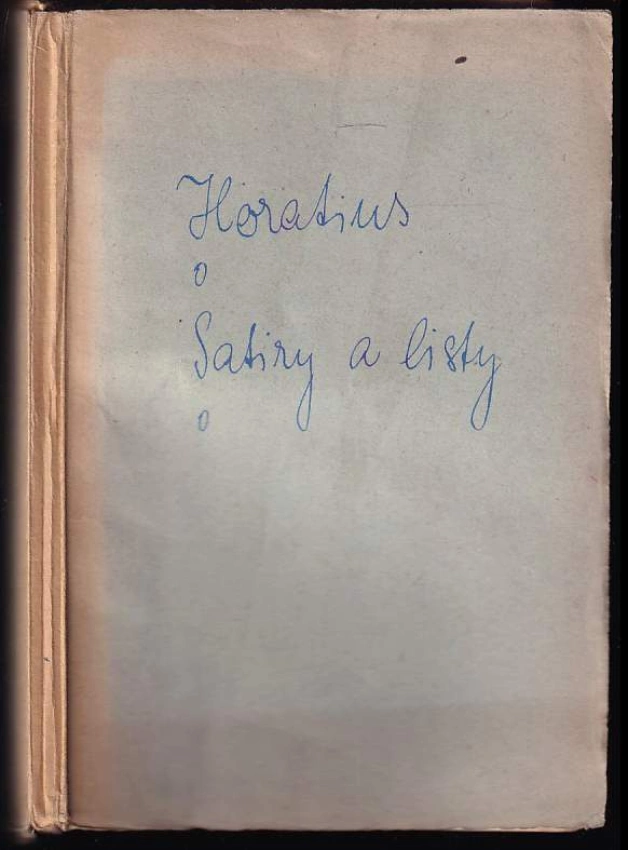 Horatius
o
Satiry a listy
o